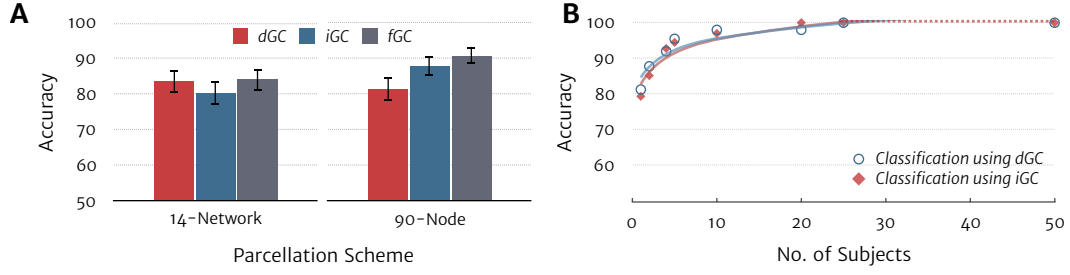 A
dGC iGC fGC
Accuracy
100
90
80
70
60
50
14-Network 90-Node
Parcellation Scheme
B
Accuracy
100
90
80
70
60
Classification using dGC
Classification using iGC
0 10 20 30 40 50
No. of Subjects